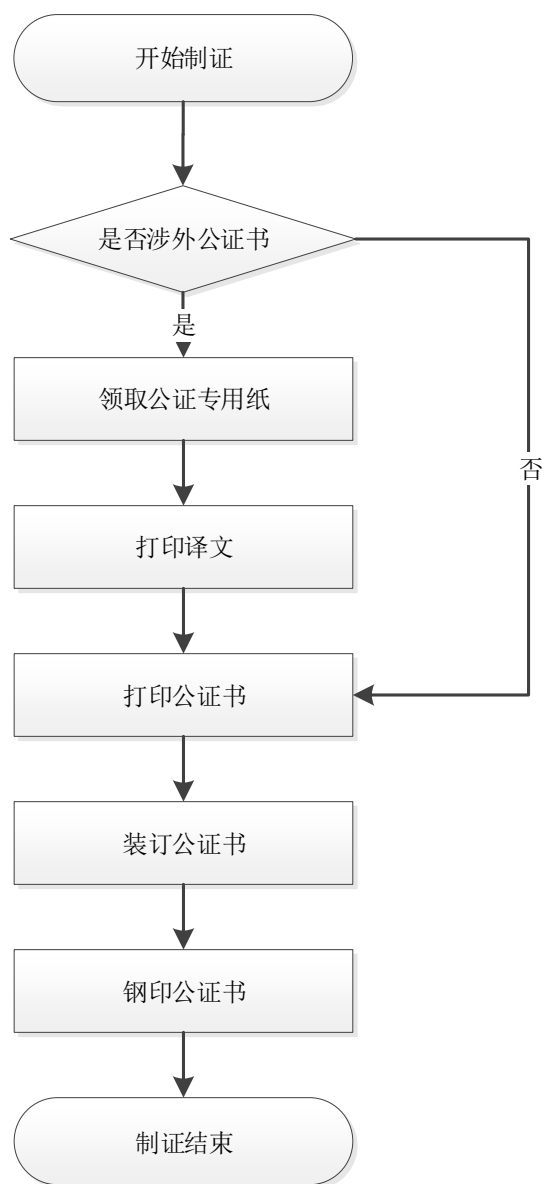 开始制证
是否涉外公证书
是
领取公证专用纸
否
打印译文
打印公证书
装订公证书
钢印公证书
制证结束